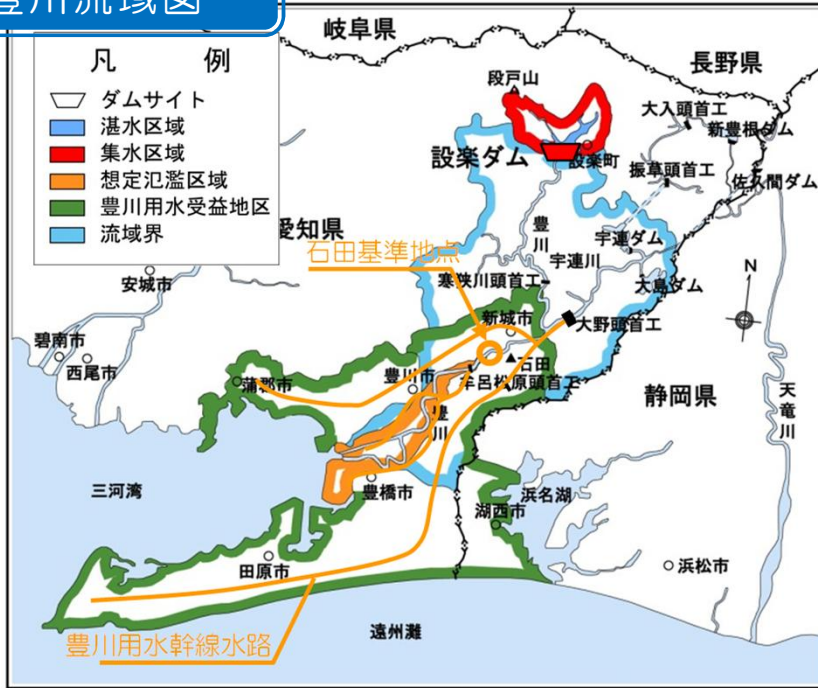 豊川流域図
凡 例
ダムサイト
湛水区域
集水区域
想定氾濫区域
豊川用水受益地区
流域界
岐阜県
長野県
段戸山
大入頭首工
新豊根ダム
設楽ダム
設楽町
振草頭首工
佐久間ダム
愛知県
豊川
宇連ダム
石田基準地点
宇連川
安城市
寒狭川頭首工
大島ダム
N
碧南市
新城市
大野頭首工
西尾市
石田
蒲郡市
豊川市
牟呂松原頭首工
静岡県
天竜川
豊川
三河湾
豊橋市
浜名湖
湖西市
田原市
浜松市
遠州灘
豊川用水幹線水路